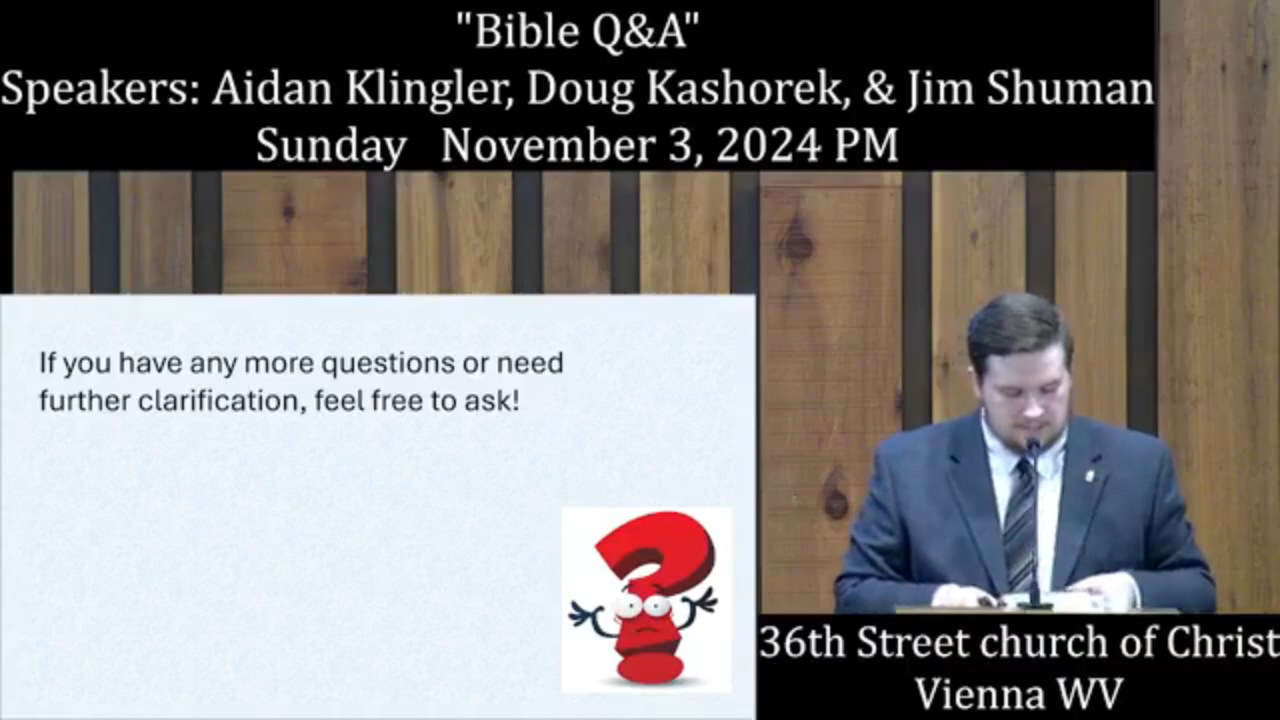 "Bible Q&A"
Speakers: Aidan Klingler, Doug Kashorek, & Jim Shuman
Sunday   November 3, 2024 PM
If you have any more questions or need
further clarification, feel free to ask!
36th Street church of Christ
Vienna WV